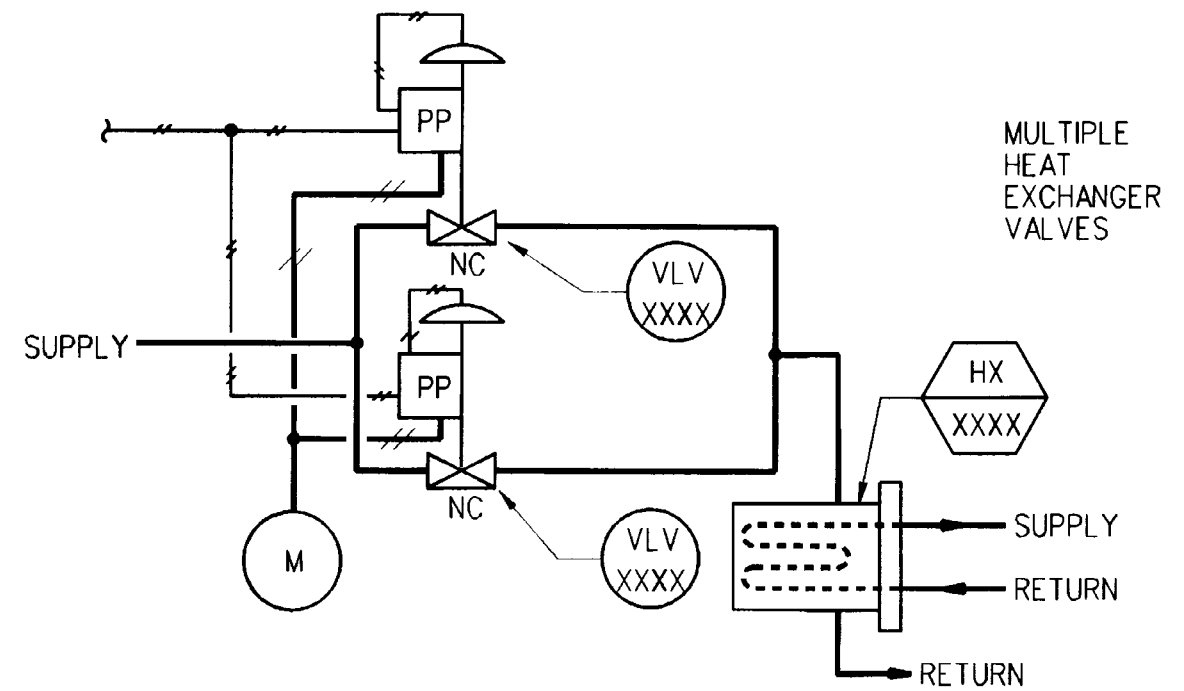 PP
MULTIPLE
HEAT
EXCHANGER
VALVES
NC
VLV
XXXX
SUPPLY
PP
HX
XXXX
NC
VLV
XXXX
M
SUPPLY
RETURN
RETURN